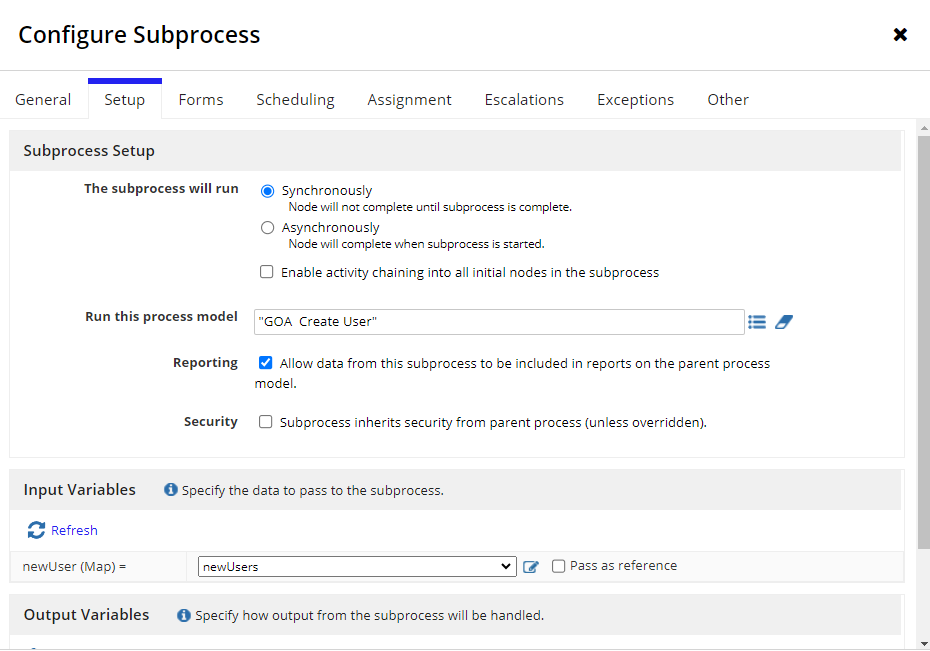 Configure Subprocess
General Setup Forms Scheduling Assignment Escalations Exceptions Other
Subprocess Setup
The subprocess will run Synchronously
Node will not complete until subprocess is complete.
Asynchronously
Node will complete when subprocess is started.
Enable activity chaining into all initial nodes in the subprocess
Run this process model "GOA  Create User"
Reporting Allow data from this subprocess to be included in reports on the parent process
model.
Security Subprocess inherits security from parent process (unless overridden).
Input Variables Specify the data to pass to the subprocess.
Refresh
newUser (Map) = newUsers Pass as reference
Output Variables Specify how output from the subprocess will be handled.